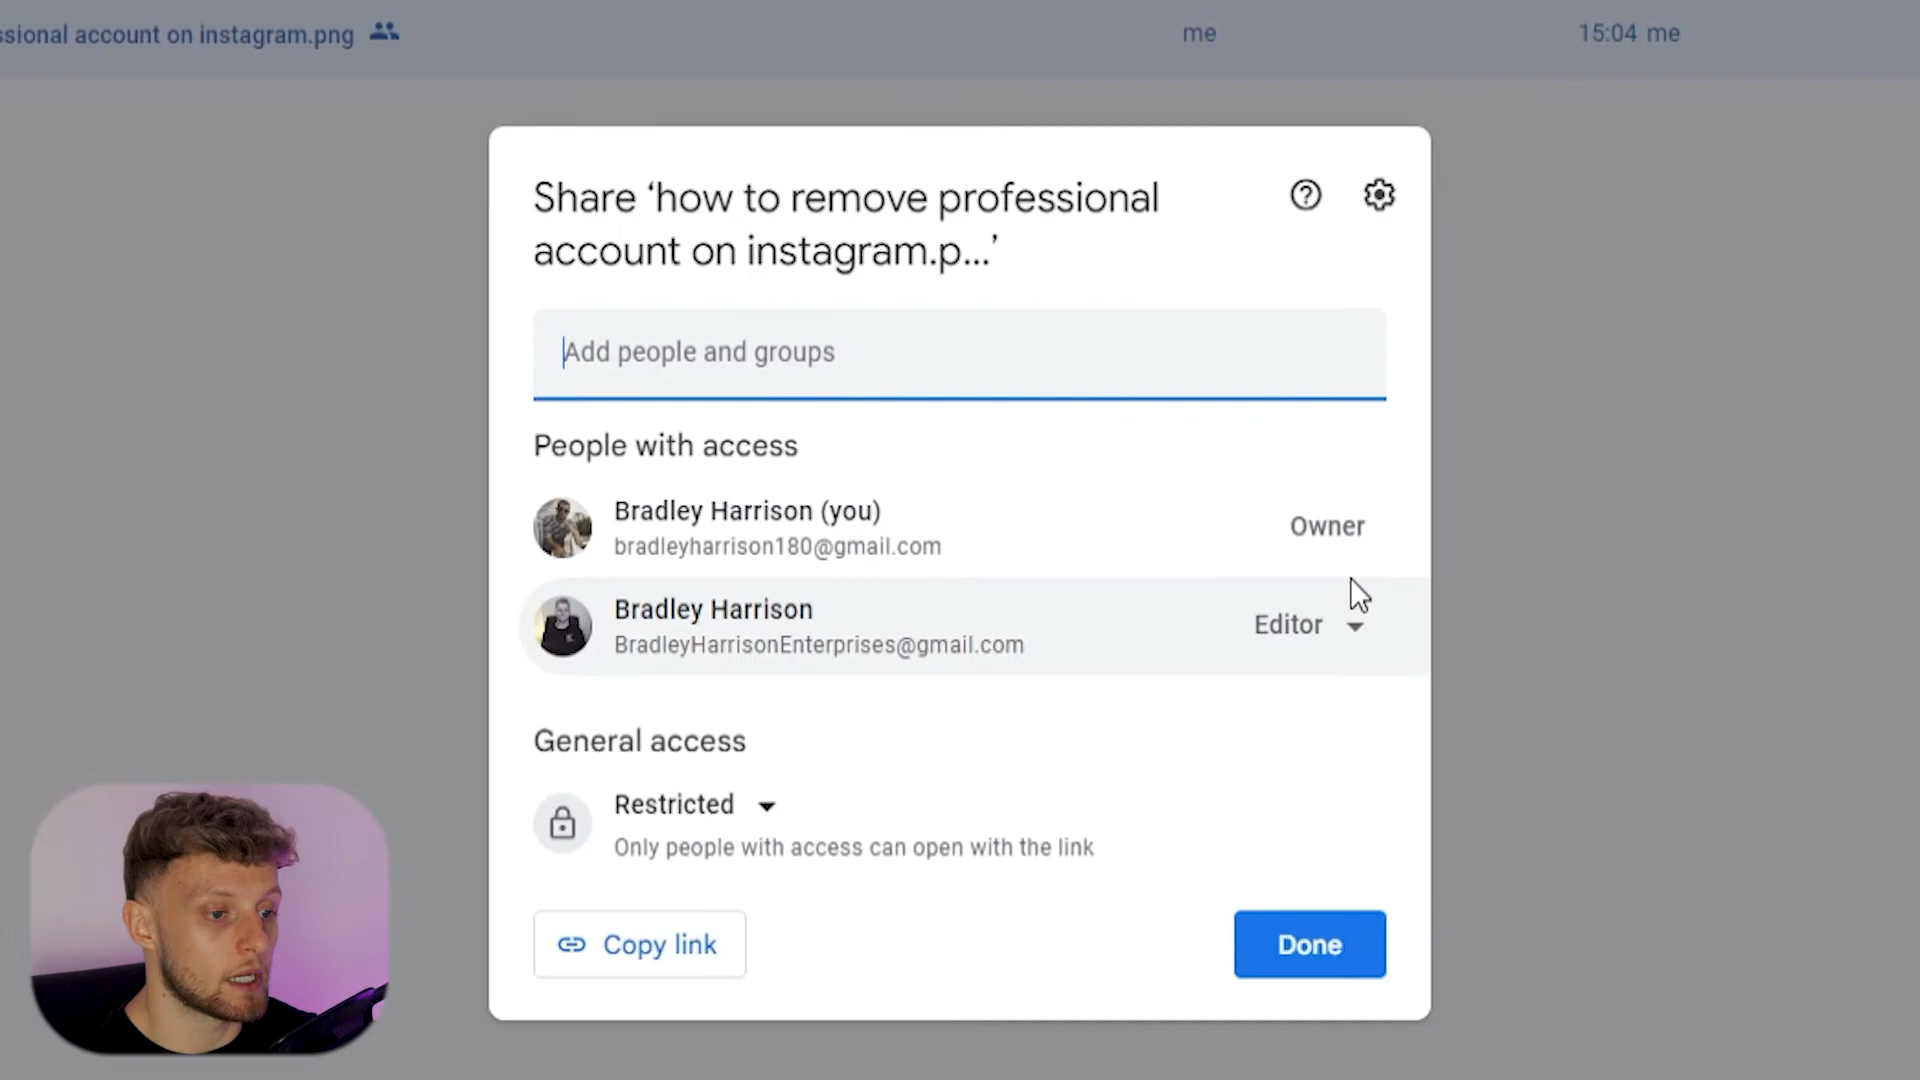 ssional account on instagram.png
me
15:04 me
Share ‘how to remove professional
account on instagram.p...’
Add people and groups
People with access
Bradley Harrison (you)
bradleyharrison180@gmail.com
Owner
Bradley Harrison
BradleyHarrisonEnterprises@gmail.com
Editor
General access
Restricted
Only people with access can open with the link
Copy link
Done